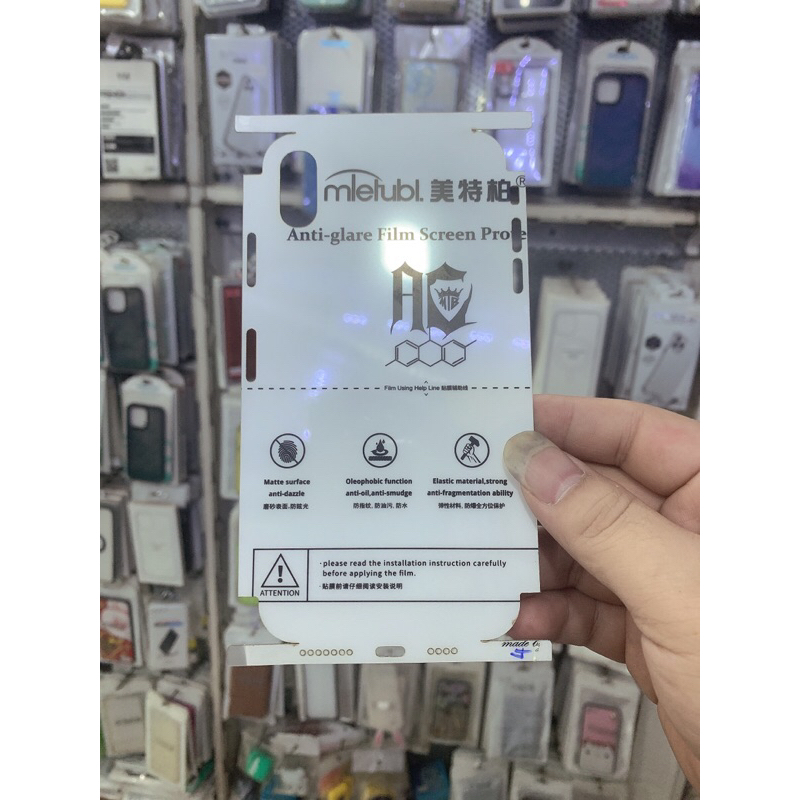 mletubl. 美特柏®
Anti-glare Film Screen Prote
AG
MTB
Film Using Help Line 贴膜辅助线
Matte surface
anti-dazzle
磨砂表面,防眩光
Oleophobic function
anti-oil,anti-smudge
防指纹, 防油污, 防水
Elastic material,strong
anti-fragmentation ability
弹性材料, 防爆全方位保护
ATTENTION
· please read the installation instruction carefully
before applying the film.
· 贴膜前请仔细阅读安装说明
made